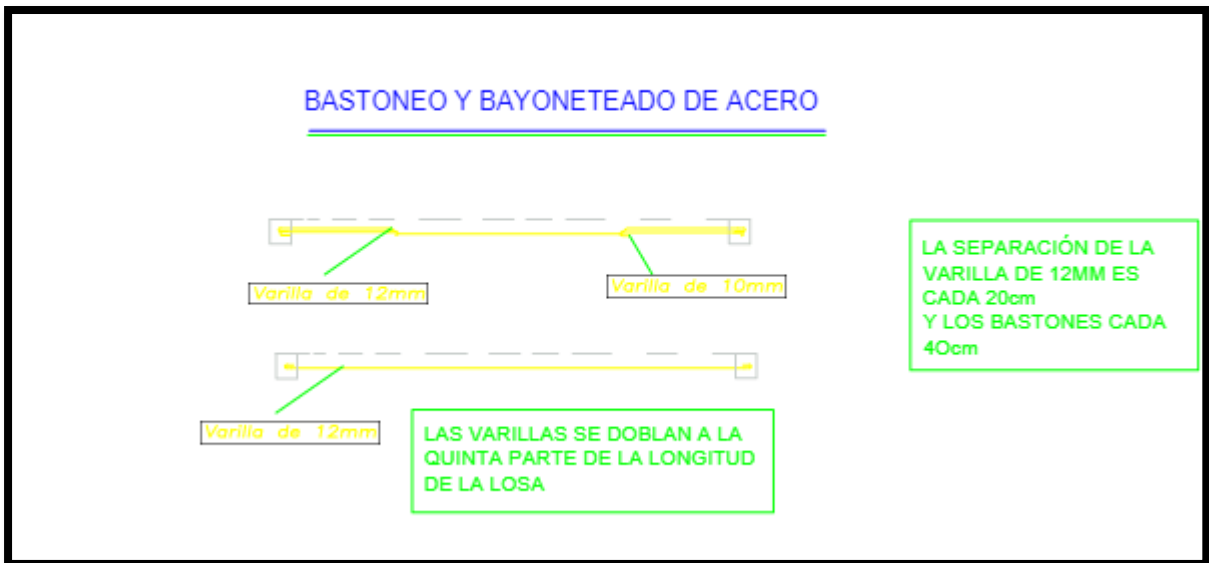 BASTONEO Y BAYONETEADO DE ACERO
Varilla de 12mm
Varilla de 10mm
LA SEPARACIÓN DE LA
VARILLA DE 12MM ES
CADA 20cm
Y LOS BASTONES CADA
4Ocm
Varilla de 12mm
LAS VARILLAS SE DOBLAN A LA
QUINTA PARTE DE LA LONGITUD
DE LA LOSA